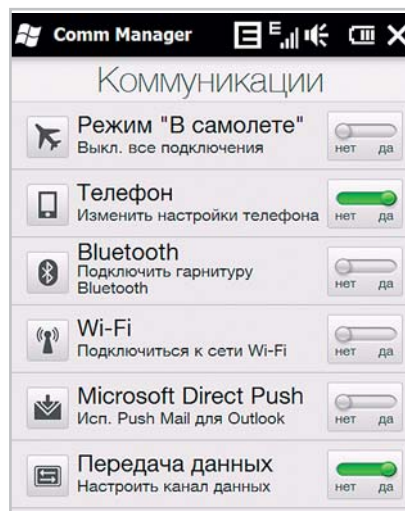 Comm Manager E E
Коммуникации
Режим "В самолете"
Выкл. все подключения
нет да
Телефон
Изменить настройки телефона
нет да
Bluetooth
Подключить гарнитуру
Bluetooth
нет да
Wi-Fi
Подключиться к сети Wi-Fi
нет да
Microsoft Direct Push
Исп. Push Mail для Outlook
нет да
Передача данных
Настроить канал данных
нет да